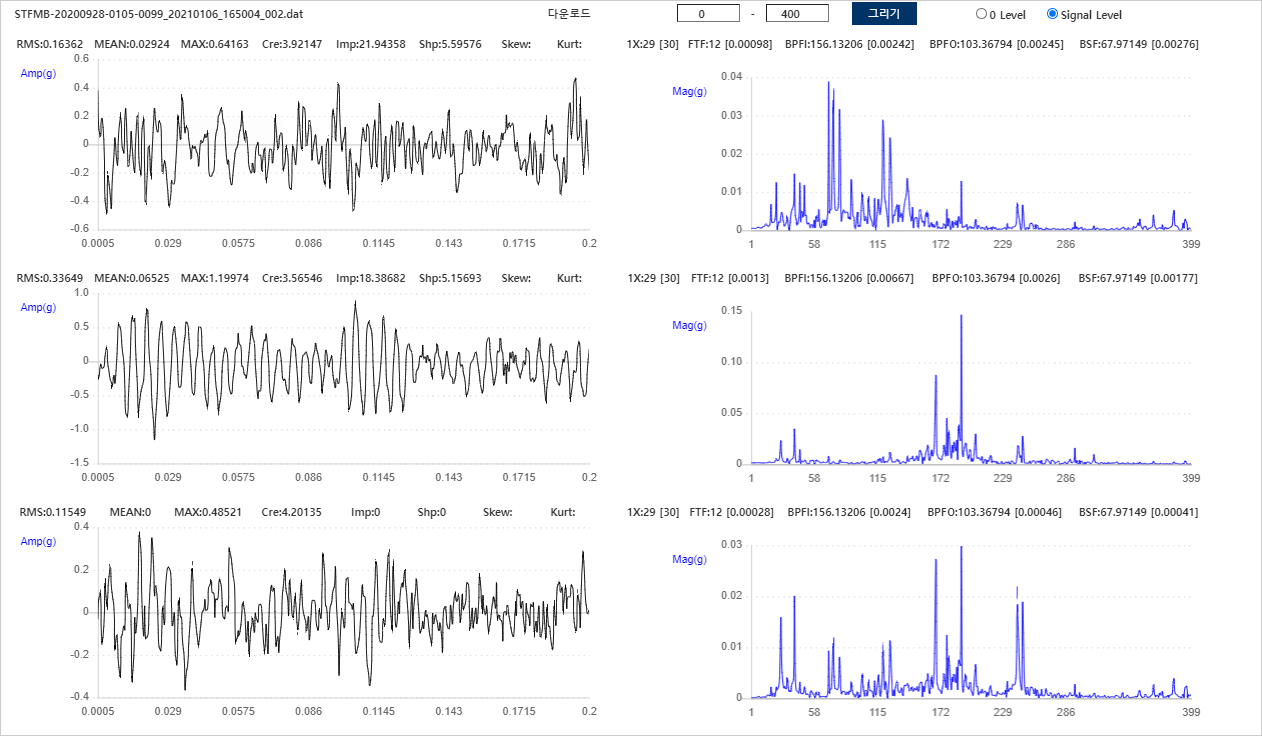 STFMB-20200928-0105-0099_20210106_165004_002.dat 다운로드 0 - 400 그리기 0 Level Signal Level
RMS:0.16362 MEAN:0.02924 MAX:0.64163 Cre:3.92147 Imp:21.94358 Shp:5.59576 Skew: Kurt:
Amp(g)
0.6
0.4
0.2
0
-0.2
-0.4
-0.6
0.0005 0.029 0.0575 0.086 0.1145 0.143 0.1715 0.2
1X:29 [30] FTF:12 [0.00098] BPFI:156.13206 [0.00242] BPFO:103.36794 [0.00245] BSF:67.97149 [0.00276]
Mag(g)
0.04
0.03
0.02
0.01
0
1 58 115 172 229 286 399
RMS:0.33649 MEAN:0.06525 MAX:1.19974 Cre:3.56546 Imp:18.38682 Shp:5.15693 Skew: Kurt:
Amp(g)
1.0
0.5
0
-0.5
-1.0
-1.5
0.0005 0.029 0.0575 0.086 0.1145 0.143 0.1715 0.2
1X:29 [30] FTF:12 [0.0013] BPFI:156.13206 [0.00667] BPFO:103.36794 [0.0026] BSF:67.97149 [0.00177]
Mag(g)
0.15
0.10
0.05
0
1 58 115 172 229 286 399
RMS:0.11549 MEAN:0 MAX:0.48521 Cre:4.20135 Imp:0 Shp:0 Skew: Kurt:
Amp(g)
0.4
0.2
0
-0.2
-0.4
0.0005 0.029 0.0575 0.086 0.1145 0.143 0.1715 0.2
1X:29 [30] FTF:12 [0.00028] BPFI:156.13206 [0.0024] BPFO:103.36794 [0.00046] BSF:67.97149 [0.00041]
Mag(g)
0.03
0.02
0.01
0
1 58 115 172 229 286 399